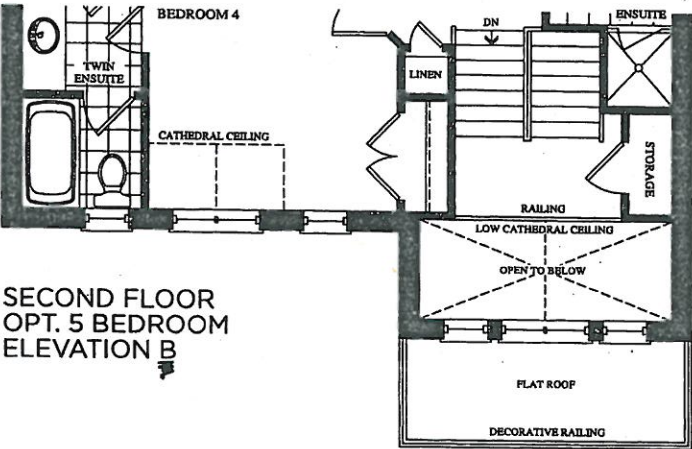 BEDROOM 4
DN
ENSUITE
TWIN
ENSUITE
LINEN
CATHEDRAL CEILING
STORAGE
RAILING
LOW CATHEDRAL CEILING
OPEN TO BELOW
SECOND FLOOR
OPT. 5 BEDROOM
ELEVATION B
FLAT ROOF
DECORATIVE RAILING